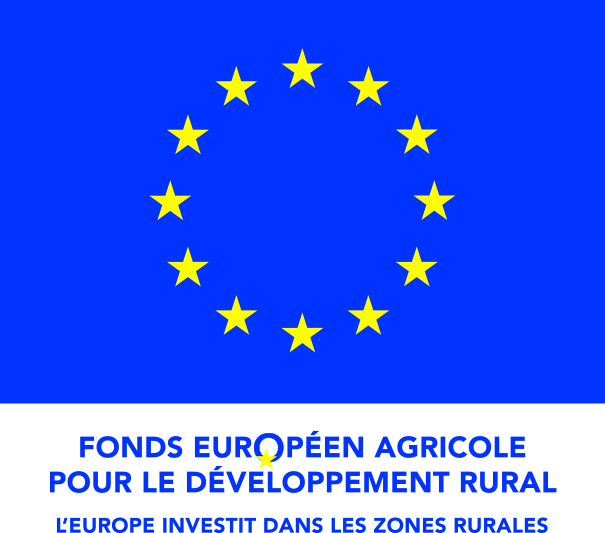 FONDS EUROPÉEN AGRICOLE
POUR LE DÉVELOPPEMENT RURAL
L'EUROPE INVESTIT DANS LES ZONES RURALES